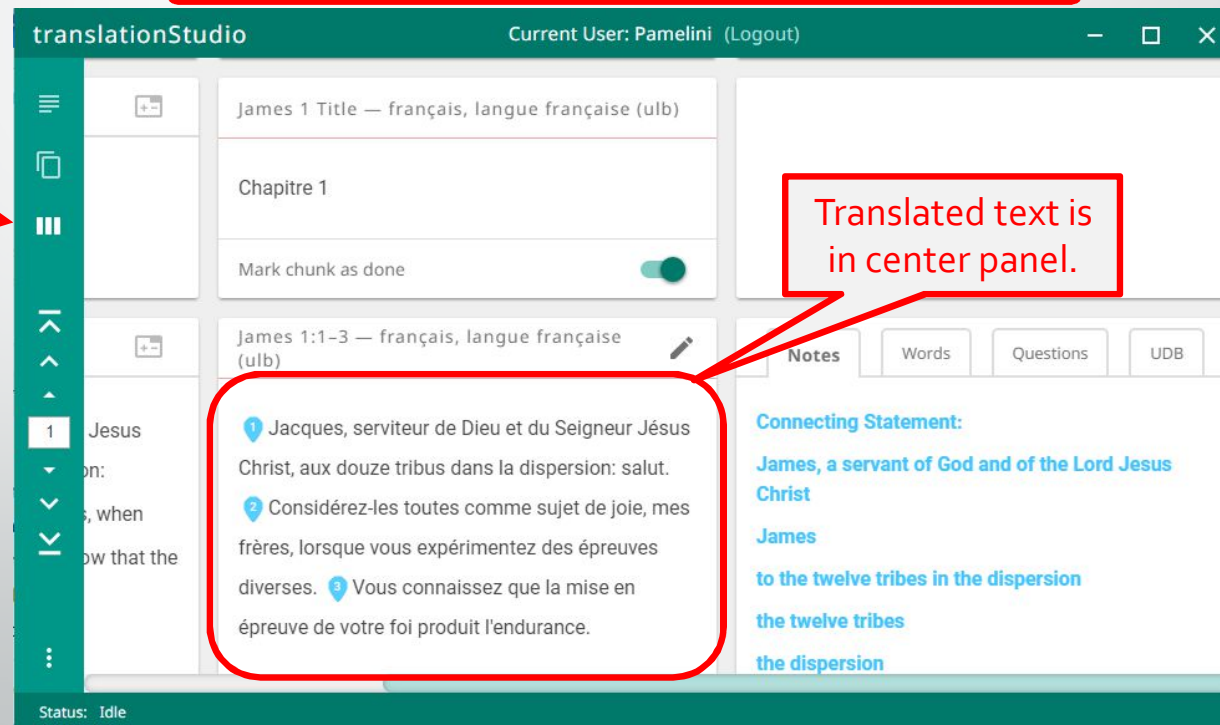 translationStudio
Current User: Pamelini (Logout)
James 1 Title — français, langue française (ulb)
Chapitre 1
Mark chunk as done
Translated text is
in center panel.
James 1:1–3 — français, langue française
(ulb)
1
Jesus
on:
s, when
ow that the
1 Jacques, serviteur de Dieu et du Seigneur Jésus
Christ, aux douze tribus dans la dispersion: salut.
2 Considérez-les toutes comme sujet de joie, mes
frères, lorsque vous expérimentez des épreuves
diverses. 3 Vous connaissez que la mise en
épreuve de votre foi produit l'endurance.
Notes
Words
Questions
UDB
Connecting Statement:
James, a servant of God and of the Lord Jesus
Christ
James
to the twelve tribes in the dispersion
the twelve tribes
the dispersion
Status: Idle